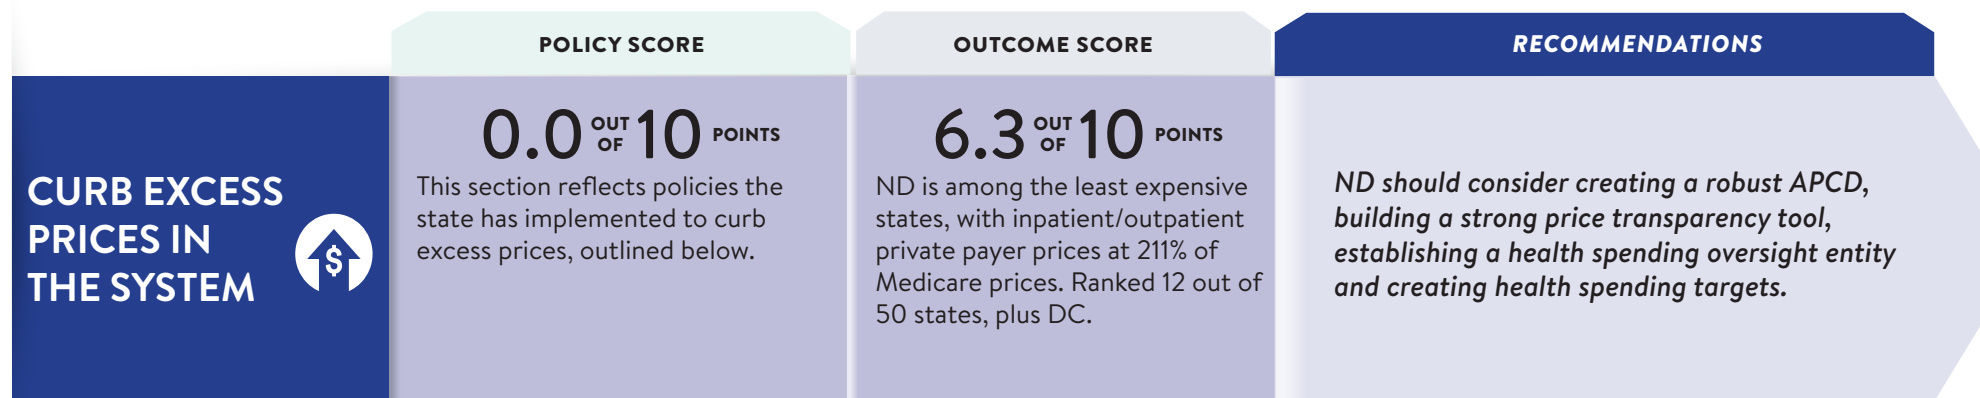 POLICY SCORE
OUTCOME SCORE
RECOMMENDATIONS
CURB EXCESS
PRICES IN
THE SYSTEM
$
0.0 OUT OF 10 POINTS
This section reflects policies the
state has implemented to curb
excess prices, outlined below.
6.3 OUT OF 10 POINTS
ND is among the least expensive
states, with inpatient/outpatient
private payer prices at 211% of
Medicare prices. Ranked 12 out of
50 states, plus DC.
ND should consider creating a robust APCD,
building a strong price transparency tool,
establishing a health spending oversight entity
and creating health spending targets.